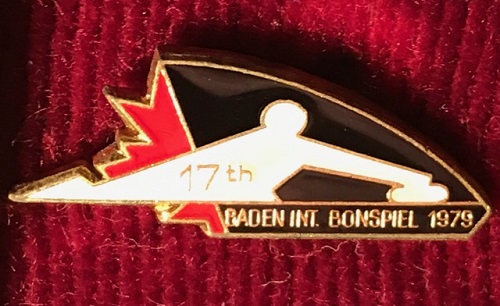 17th
BADEN INT. BONSPIEL 1979